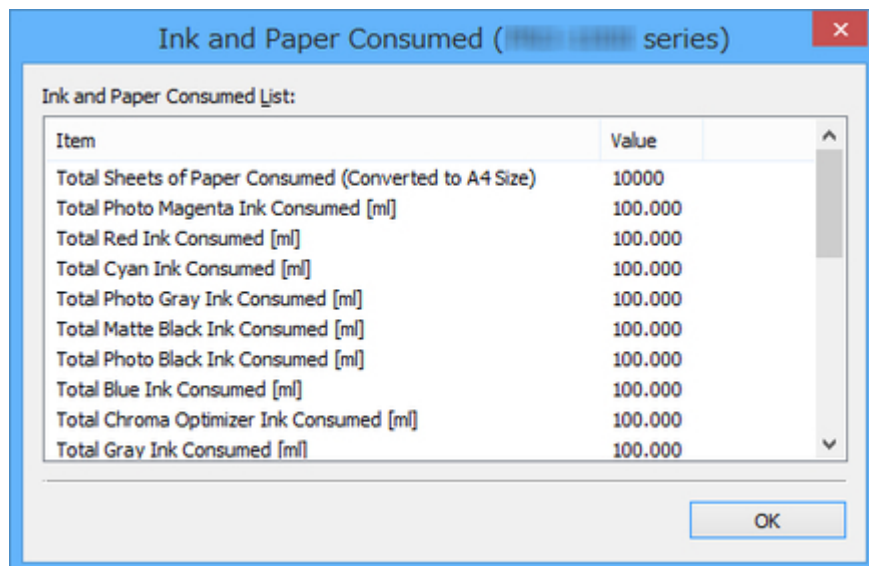 Ink and Paper Consumed ( series)
Ink and Paper Consumed List:
Item Value
Total Sheets of Paper Consumed (Converted to A4 Size) 10000
Total Photo Magenta Ink Consumed [ml] 100.000
Total Red Ink Consumed [ml] 100.000
Total Cyan Ink Consumed [ml] 100.000
Total Photo Gray Ink Consumed [ml] 100.000
Total Matte Black Ink Consumed [ml] 100.000
Total Photo Black Ink Consumed [ml] 100.000
Total Blue Ink Consumed [ml] 100.000
Total Chroma Optimizer Ink Consumed [ml] 100.000
Total Gray Ink Consumed [ml] 100.000
OK